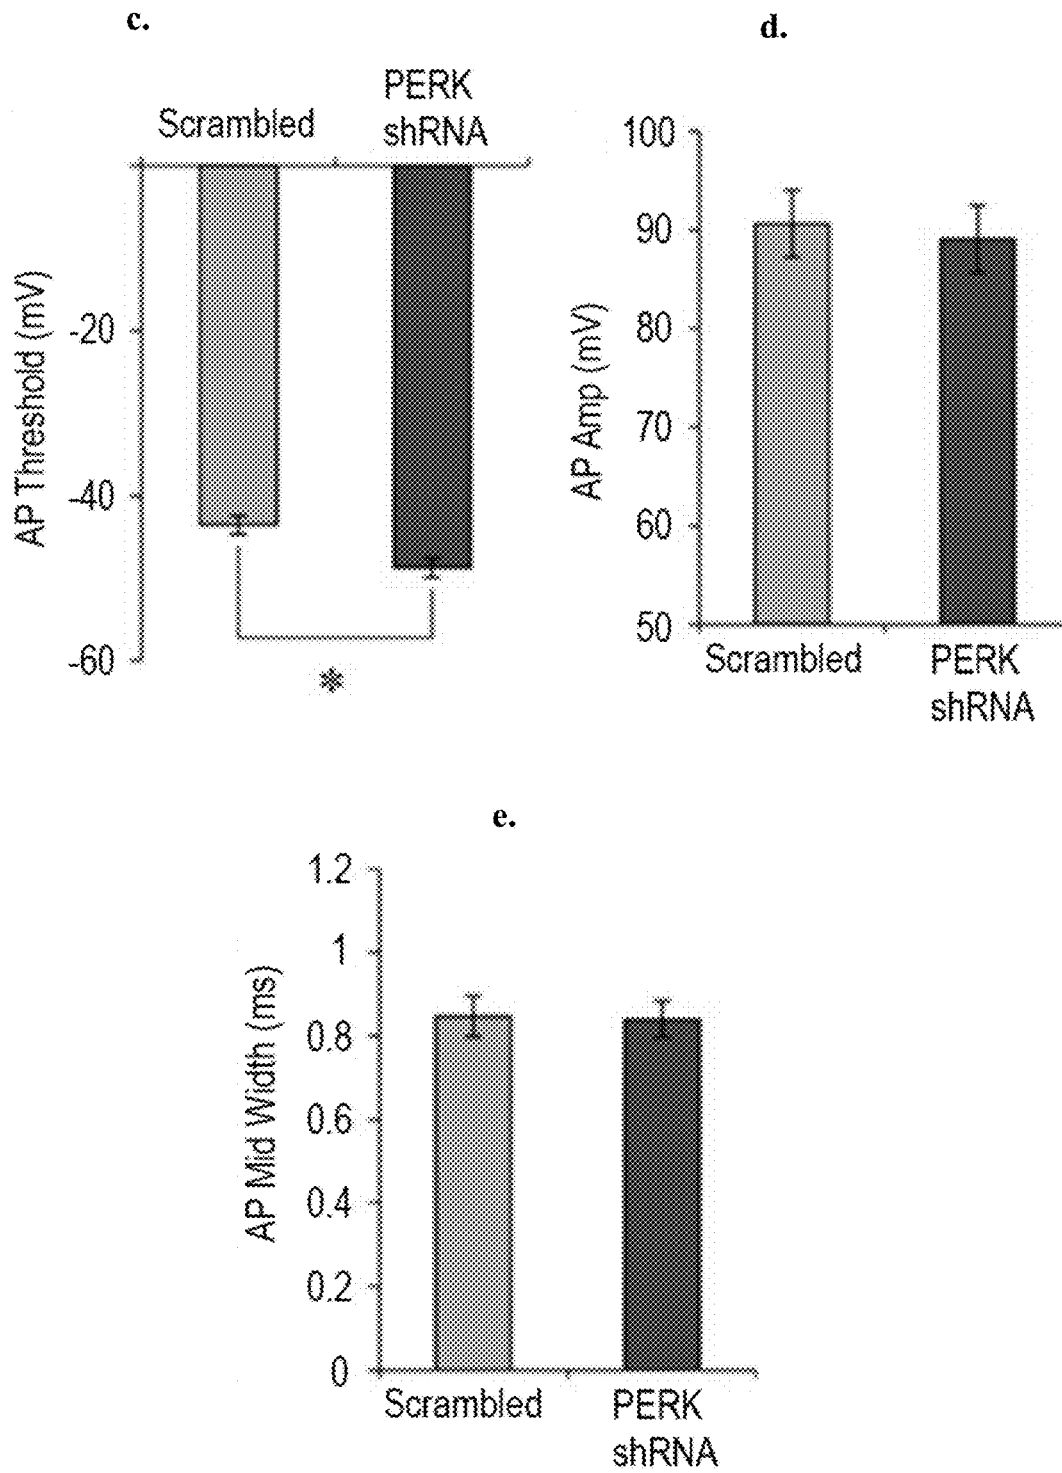 c.
Scrambled
PERK
shRNA
AP Threshold (mV)
-20
-40
-60
*
d.
AP Amp (mV)
100
90
80
70
60
50
Scrambled
PERK
shRNA
e.
AP Mid Width (ms)
1.2
1
0.8
0.6
0.4
0.2
0
Scrambled
PERK
shRNA